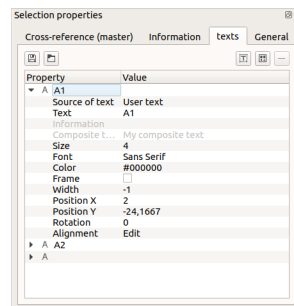 Selection properties
Cross-reference (master) Information texts General
Property Value
A A1
Source of text User text
Text A1
Information
Composite t... My composite text
Size 4
Font Sans Serif
Color #000000
Frame
Width -1
Position X 2
Position Y -24,1667
Rotation 0
Alignment Edit
A A2
A